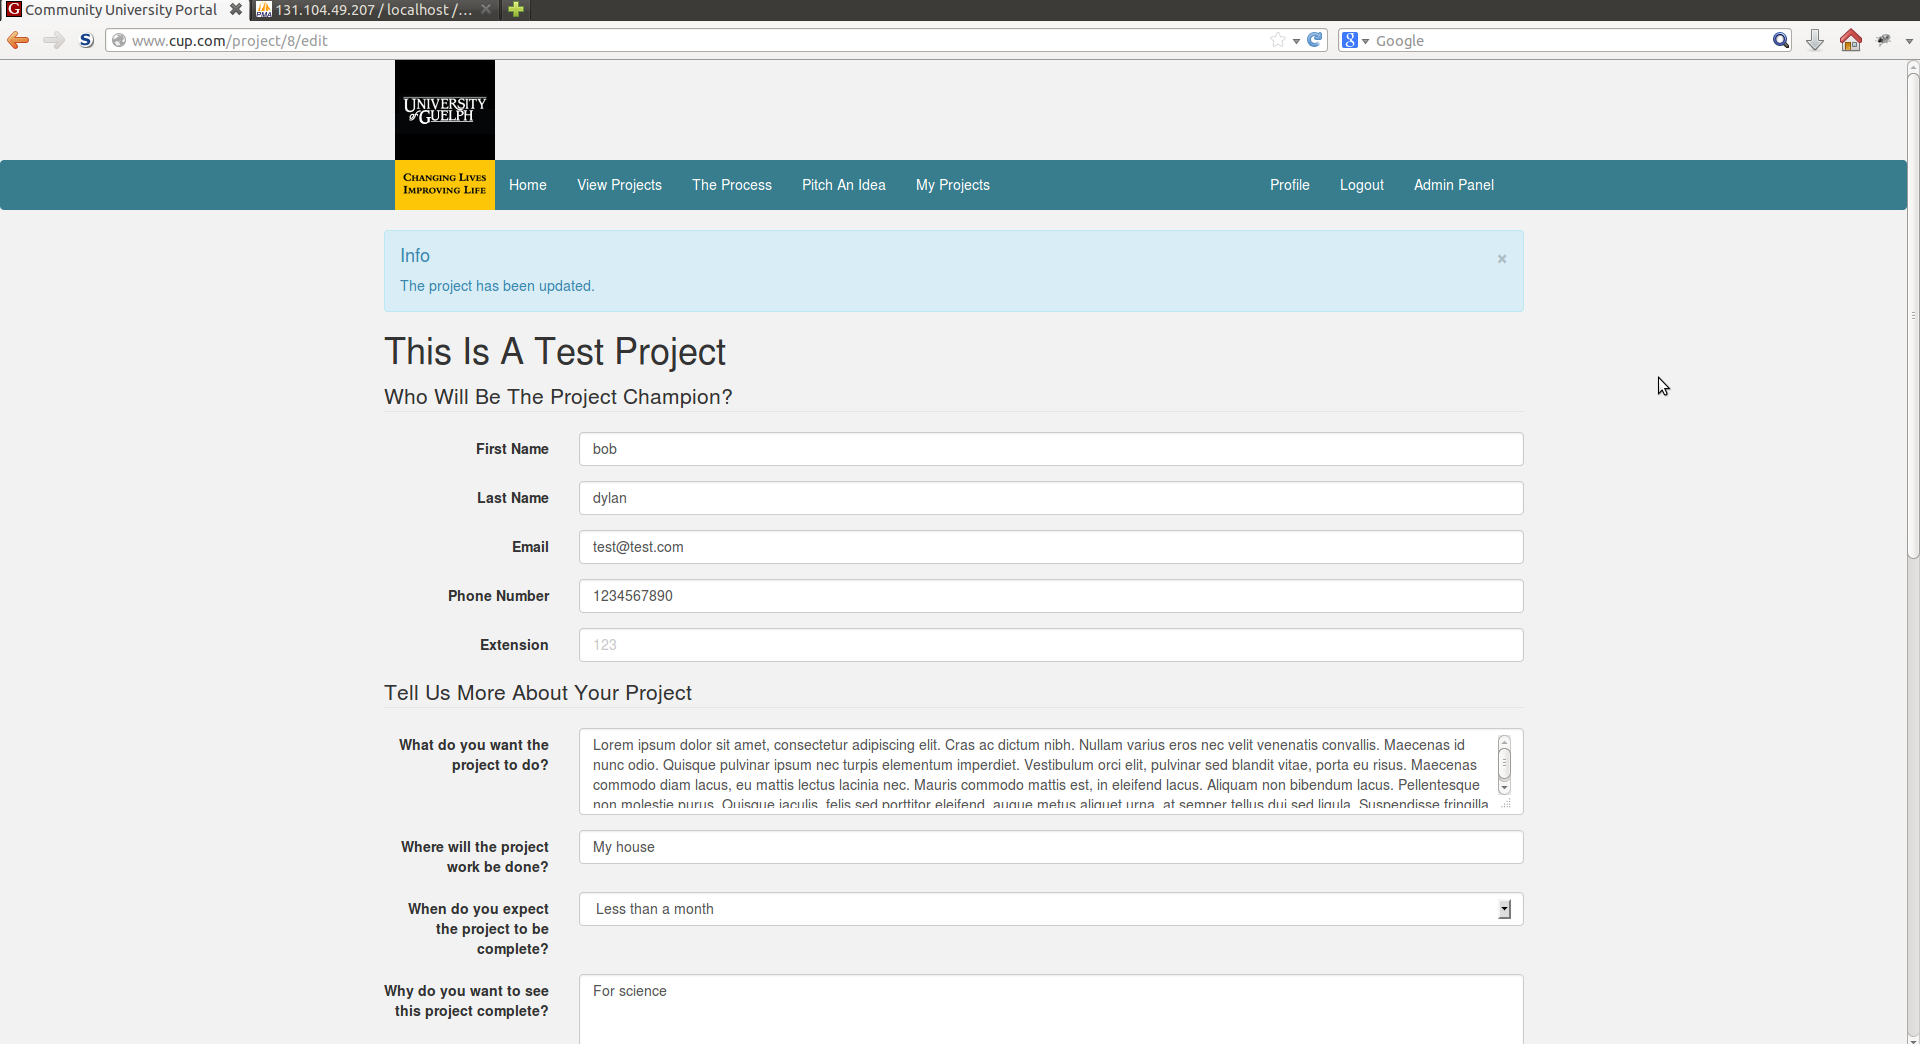 Community University Portal
131.104.49.207 / localhost /...
www.cup.com/project/8/edit
Google
UNIVERSITY
of GUELPH
CHANGING LIVES
IMPROVING LIFE
Home View Projects The Process Pitch An Idea My Projects Profile Logout Admin Panel
Info
×
The project has been updated.
This Is A Test Project
Who Will Be The Project Champion?
First Name bob
Last Name dylan
Email test@test.com
Phone Number 1234567890
Extension 123
Tell Us More About Your Project
What do you want the
project to do?
Lorem ipsum dolor sit amet, consectetur adipiscing elit. Cras ac dictum nibh. Nullam varius eros nec velit venenatis convallis. Maecenas id
nunc odio. Quisque pulvinar ipsum nec turpis elementum imperdiet. Vestibulum orci elit, pulvinar sed blandit vitae, porta eu risus. Maecenas
commodo diam lacus, eu mattis lectus lacinia nec. Mauris commodo mattis est, in eleifend lacus. Aliquam non bibendum lacus. Pellentesque
non molestie purus. Quisque iaculis, felis sed porttitor eleifend, augue metus aliquet urna, at semper tellus dui sed ligula. Suspendisse fringilla
Where will the project
work be done?
My house
When do you expect
the project to be
complete?
Less than a month
Why do you want to see
this project complete?
For science